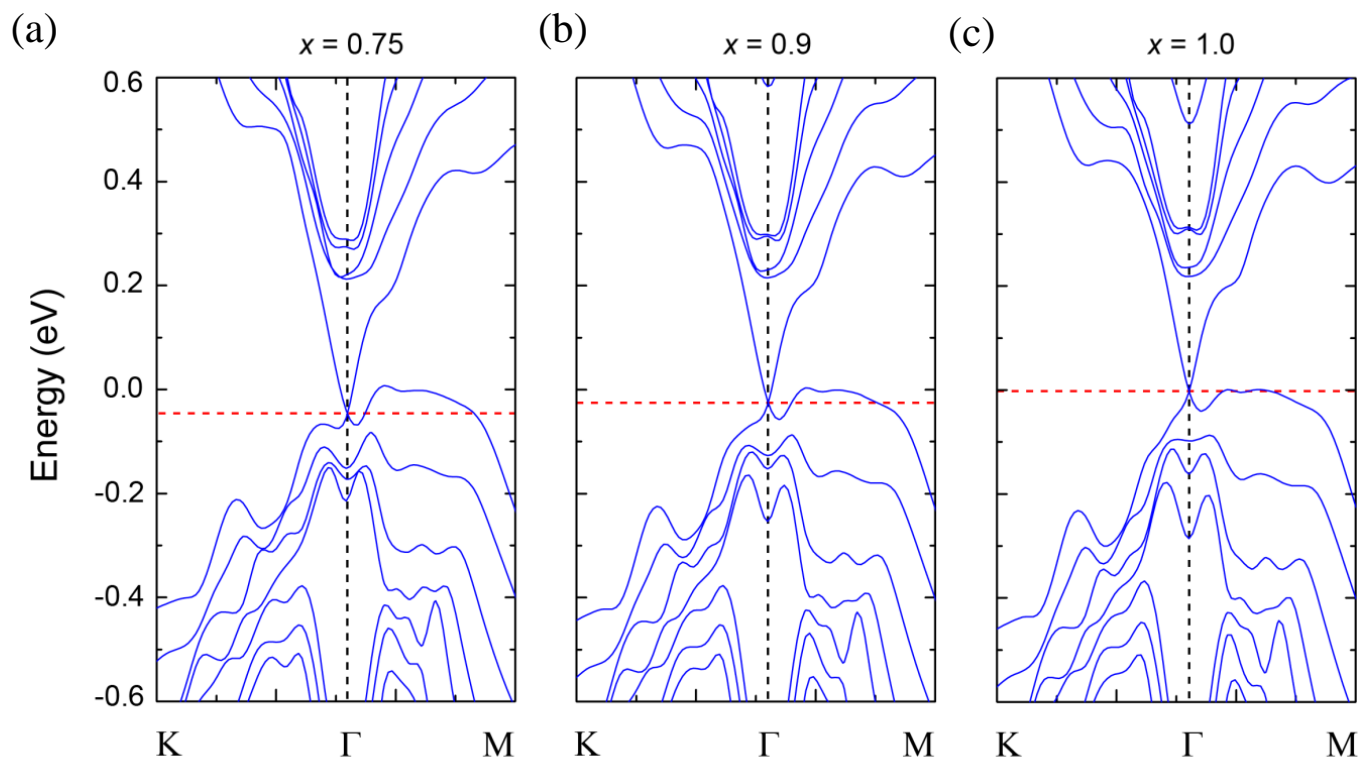 (a) x = 0.75
(b) x = 0.9
(c) x = 1.0
Energy (eV)
0.6
0.4
0.2
0.0
-0.2
-0.4
-0.6
K Γ M
K Γ M
K Γ M